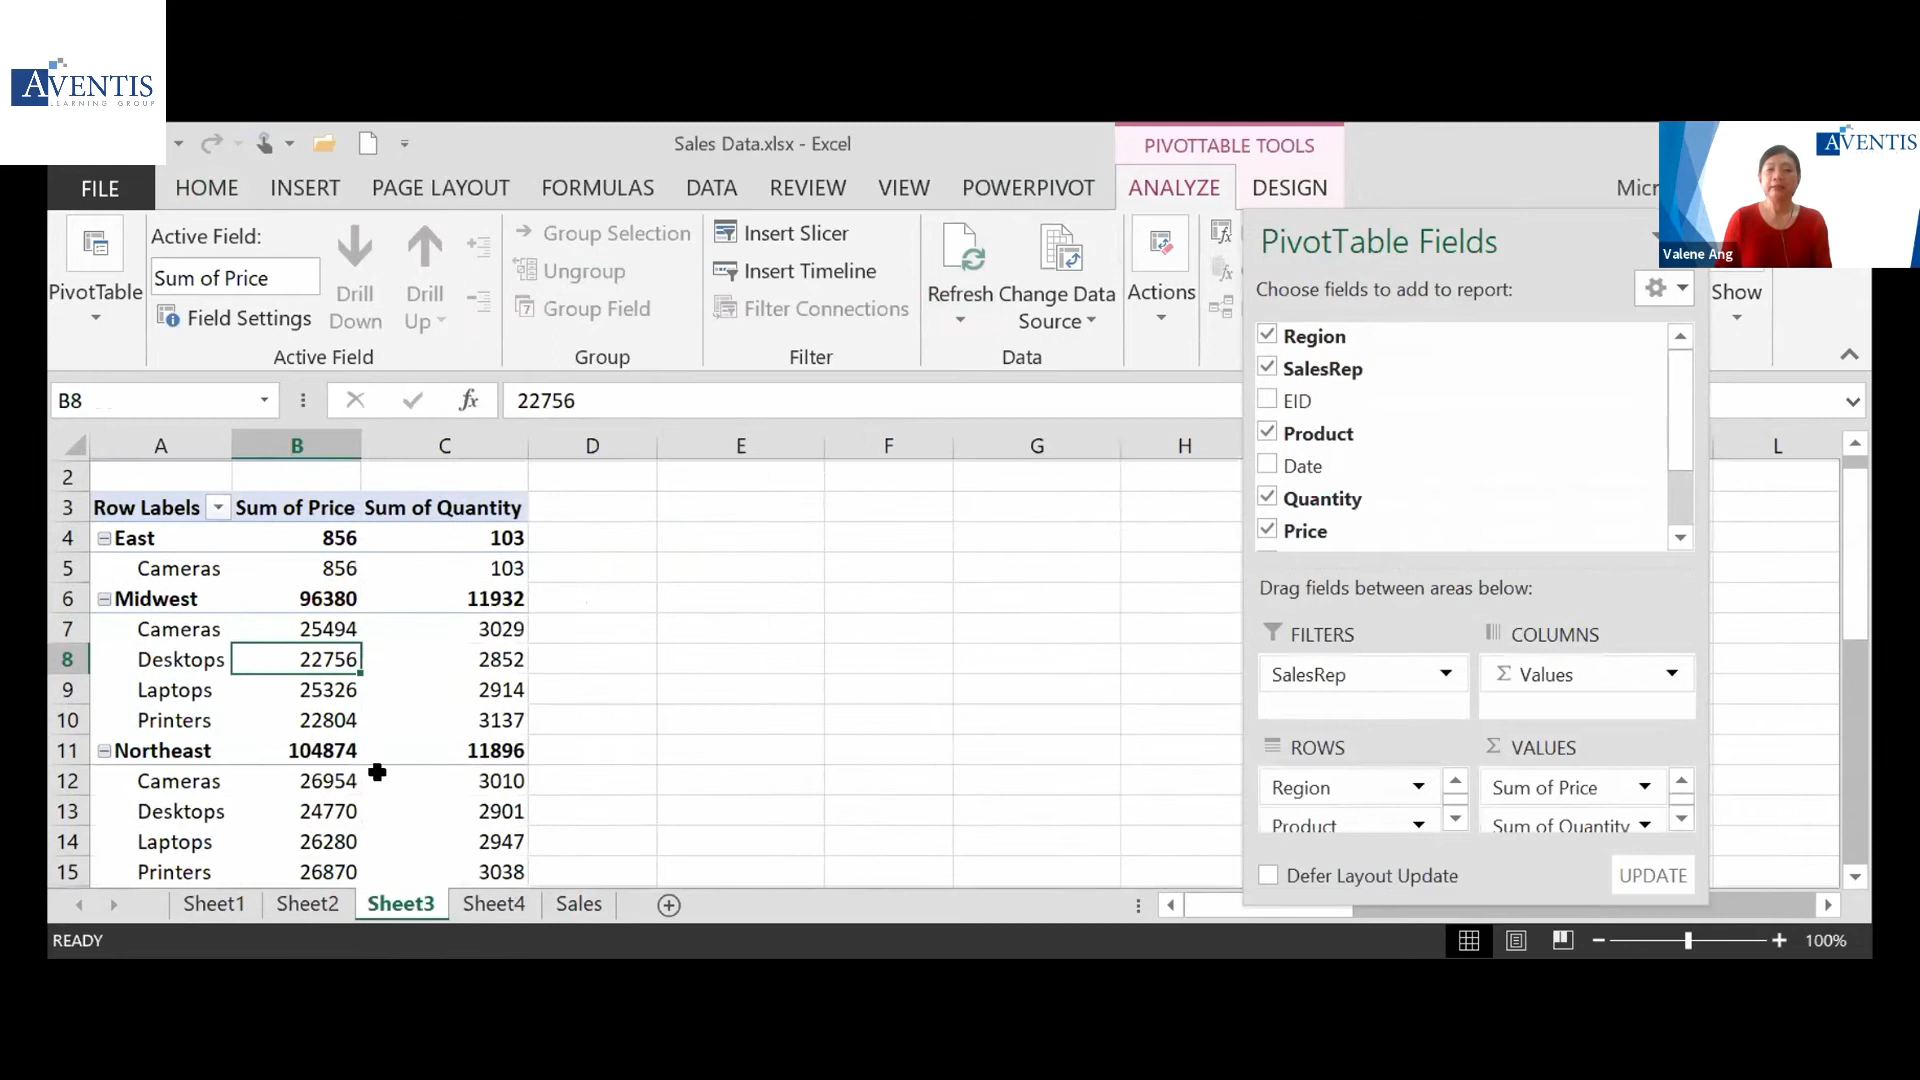 AVENTIS
LEARNING GROUP
Sales Data.xlsx - Excel
PIVOTTABLE TOOLS
FILE HOME INSERT PAGE LAYOUT FORMULAS DATA REVIEW VIEW POWERPIVOT ANALYZE DESIGN Micr
AVENTIS
Valene Ang
PivotTable
Active Field:
Sum of Price
Field Settings
Drill Down
Drill Up
Active Field
Group Selection
Ungroup
Group Field
Group
Insert Slicer
Insert Timeline
Filter Connections
Filter
Refresh
Change Data Source
Data
Actions
Show
B8 fx 22756
A B C D E F G H L
2
3 Row Labels Sum of Price Sum of Quantity
4 East 856 103
5 Cameras 856 103
6 Midwest 96380 11932
7 Cameras 25494 3029
8 Desktops 22756 2852
9 Laptops 25326 2914
10 Printers 22804 3137
11 Northeast 104874 11896
12 Cameras 26954 3010
13 Desktops 24770 2901
14 Laptops 26280 2947
15 Printers 26870 3038
PivotTable Fields
Choose fields to add to report:
Region
SalesRep
EID
Product
Date
Quantity
Price
Drag fields between areas below:
FILTERS COLUMNS
SalesRep Σ Values
ROWS Σ VALUES
Region Sum of Price
Product Sum of Quantity
Defer Layout Update UPDATE
Sheet1 Sheet2 Sheet3 Sheet4 Sales
READY 100%